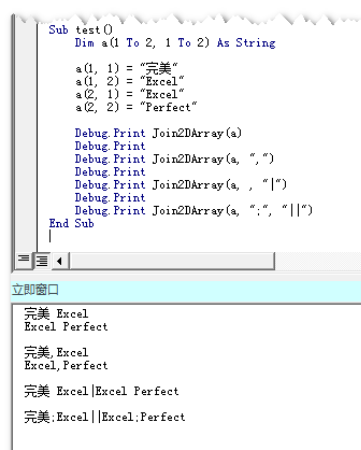 Sub test()
Dim a(1 To 2, 1 To 2) As String
a(1, 1) = "完美"
a(1, 2) = "Excel"
a(2, 1) = "Excel"
a(2, 2) = "Perfect"
Debug.Print Join2DArray(a)
Debug.Print
Debug.Print Join2DArray(a, ",")
Debug.Print
Debug.Print Join2DArray(a, , "|")
Debug.Print
Debug.Print Join2DArray(a, ";", "||")
End Sub
立即窗口
完美 Excel
Excel Perfect
完美,Excel
Excel,Perfect
完美 Excel|Excel Perfect
完美;Excel||Excel;Perfect